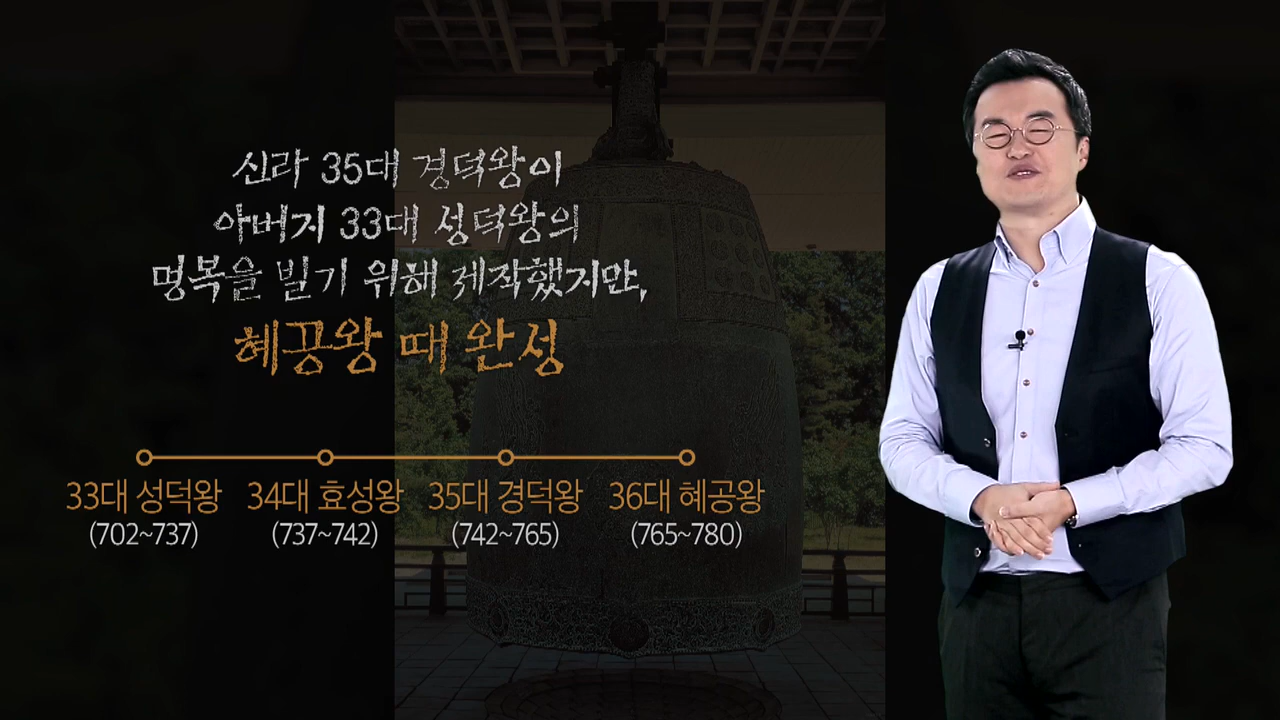 신라 35대 경덕왕이
아버지 33대 성덕왕의
명복을 빌기 위해 제작했지만,
혜공왕 때 완성
33대 성덕왕 34대 효성왕 35대 경덕왕 36대 혜공왕
(702~737) (737~742) (742~765) (765~780)